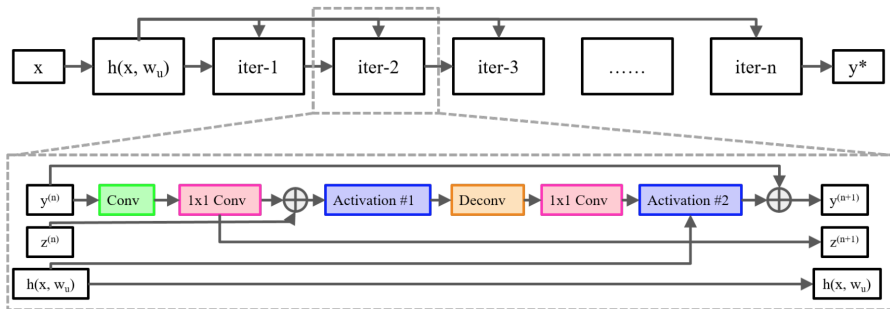 x
h(x, wᵤ)
iter-1
iter-2
iter-3
......
iter-n
y*
y⁽ⁿ⁾
Conv
1x1 Conv
Activation #1
Deconv
1x1 Conv
Activation #2
y⁽ⁿ⁺¹⁾
z⁽ⁿ⁾
z⁽ⁿ⁺¹⁾
h(x, wᵤ)
h(x, wᵤ)